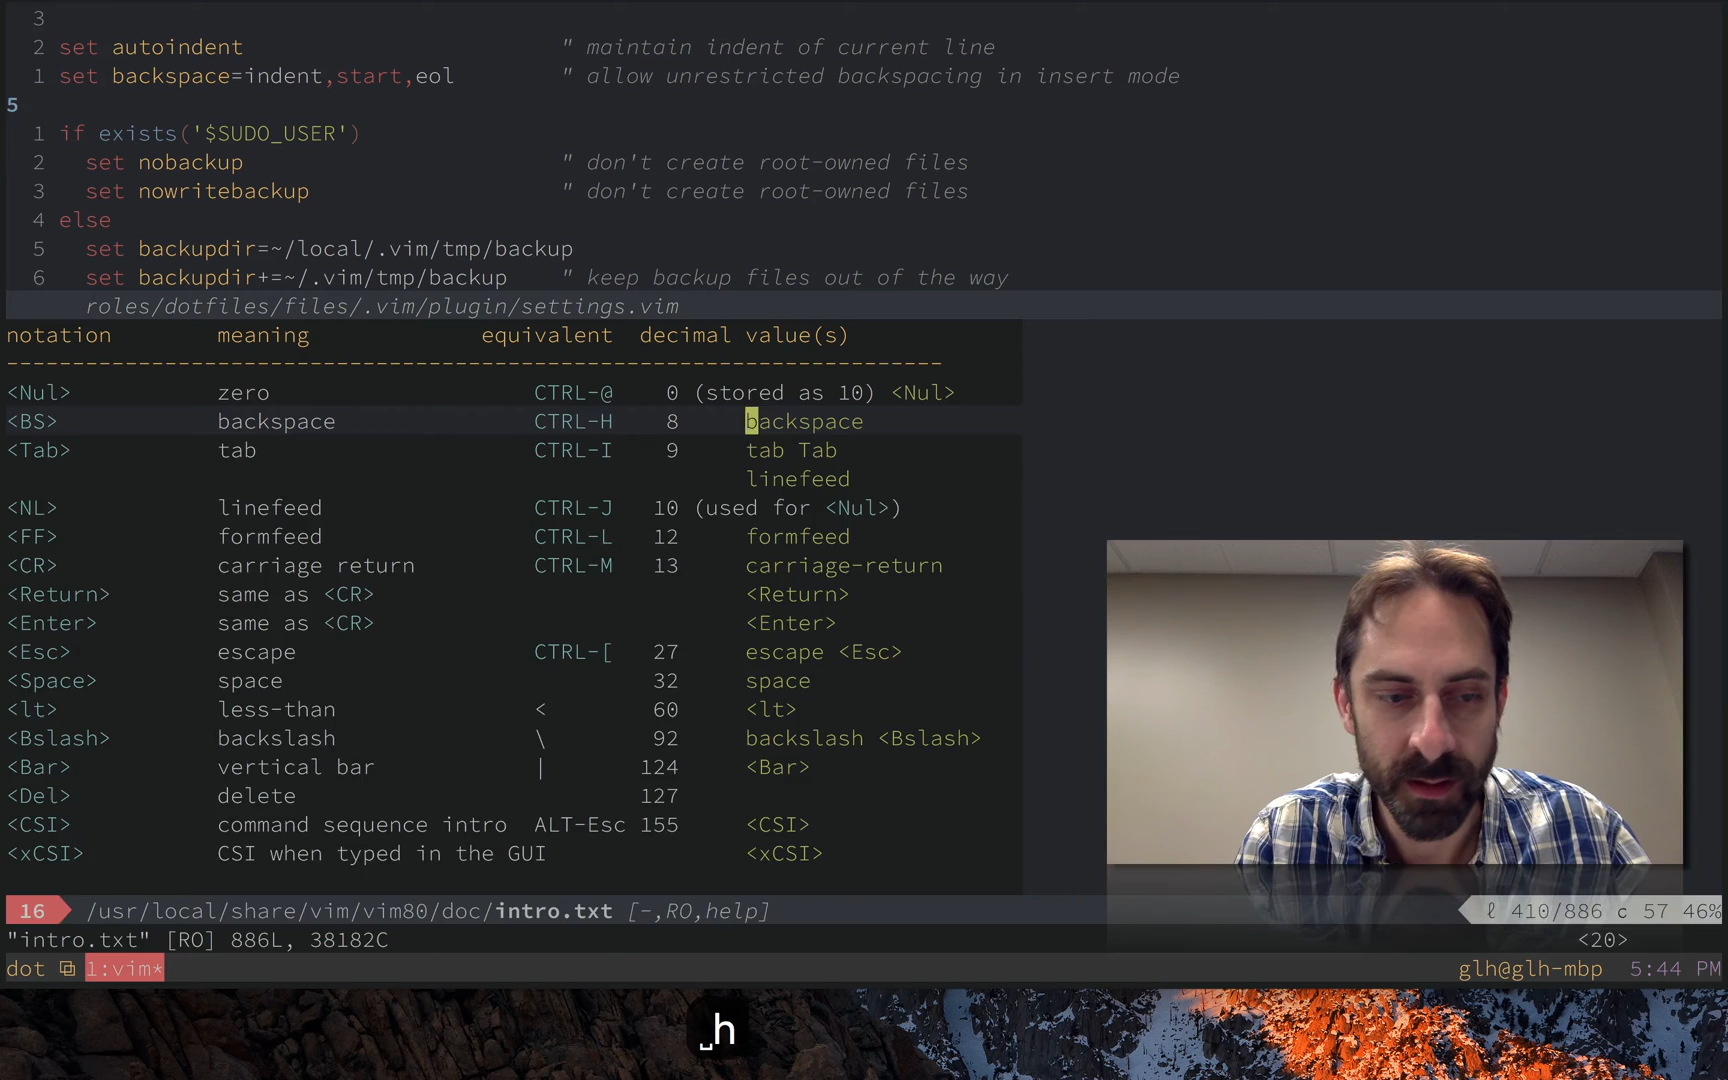 3
2 set autoindent " maintain indent of current line
1 set backspace=indent,start,eol " allow unrestricted backspacing in insert mode
5
1 if exists('$SUDO_USER')
2 set nobackup " don't create root-owned files
3 set nowritebackup " don't create root-owned files
4 else
5 set backupdir=~/local/.vim/tmp/backup
6 set backupdir+=~/.vim/tmp/backup " keep backup files out of the way
roles/dotfiles/files/.vim/plugin/settings.vim
notation meaning equivalent decimal value(s)
-----------------------------------------------------------------------
<Nul> zero CTRL-@ 0 (stored as 10) <Nul>
<BS> backspace CTRL-H 8 backspace
<Tab> tab CTRL-I 9 tab Tab
linefeed
<NL> linefeed CTRL-J 10 (used for <Nul>)
<FF> formfeed CTRL-L 12 formfeed
<CR> carriage return CTRL-M 13 carriage-return
<Return> same as <CR> <Return>
<Enter> same as <CR> <Enter>
<Esc> escape CTRL-[ 27 escape <Esc>
<Space> space 32 space
<lt> less-than < 60 <lt>
<Bslash> backslash \ 92 backslash <Bslash>
<Bar> vertical bar | 124 <Bar>
<Del> delete 127
<CSI> command sequence intro ALT-Esc 155 <CSI>
<xCSI> CSI when typed in the GUI <xCSI>
16 /usr/local/share/vim/vim80/doc/intro.txt [-,RO,help] ℓ 410/886 c 57 46%
"intro.txt" [RO] 886L, 38182C <20>
dot 1:vim* glh@glh-mbp 5:44 PM
␣h